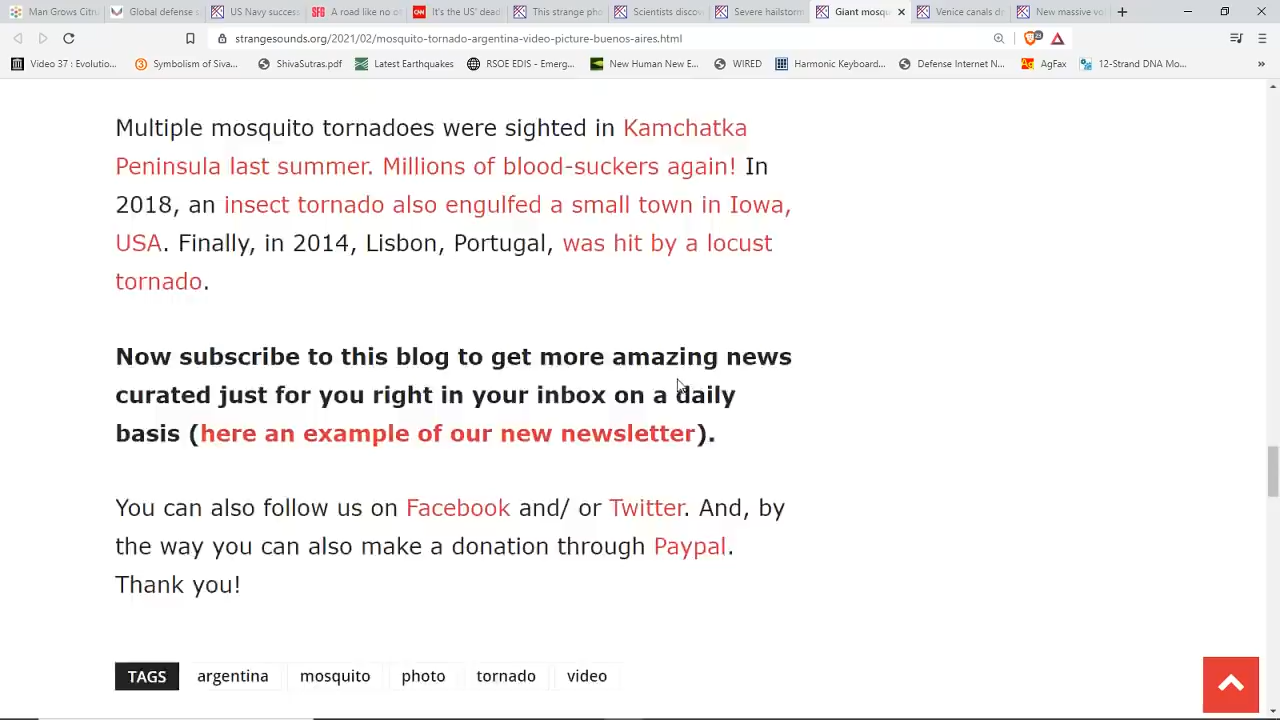 Man Grows Citru
Global defense s
US Navy success
SFG A road like no ot
It's the US' dead
This strange pho
Scientists discov
Severe hailstorm
Giant mosq
Venice canals dr
New massive vo
strangesounds.org/2021/02/mosquito-tornado-argentina-video-picture-buenos-aires.html
Video 37 : Evolutio...
Symbolism of Siva...
ShivaSutras.pdf
Latest Earthquakes
RSOE EDIS - Emerg...
New Human New E...
WIRED
Harmonic Keyboard...
Defense Internet N...
Ag AgFax
12-Strand DNA Mo...
Multiple mosquito tornadoes were sighted in Kamchatka
Peninsula last summer. Millions of blood-suckers again! In
2018, an insect tornado also engulfed a small town in Iowa,
USA. Finally, in 2014, Lisbon, Portugal, was hit by a locust
tornado.
Now subscribe to this blog to get more amazing news
curated just for you right in your inbox on a daily
basis (here an example of our new newsletter).
You can also follow us on Facebook and/ or Twitter. And, by
the way you can also make a donation through Paypal.
Thank you!
TAGS argentina mosquito photo tornado video